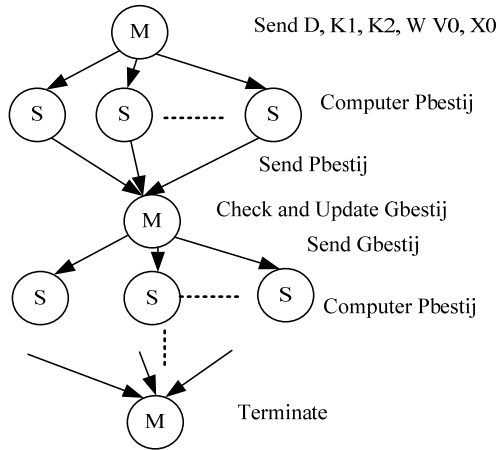 M Send D, K1, K2, W V0, X0
S S S Computer Pbestij
Send Pbestij
M Check and Update Gbestij
Send Gbestij
S S S Computer Pbestij
M Terminate